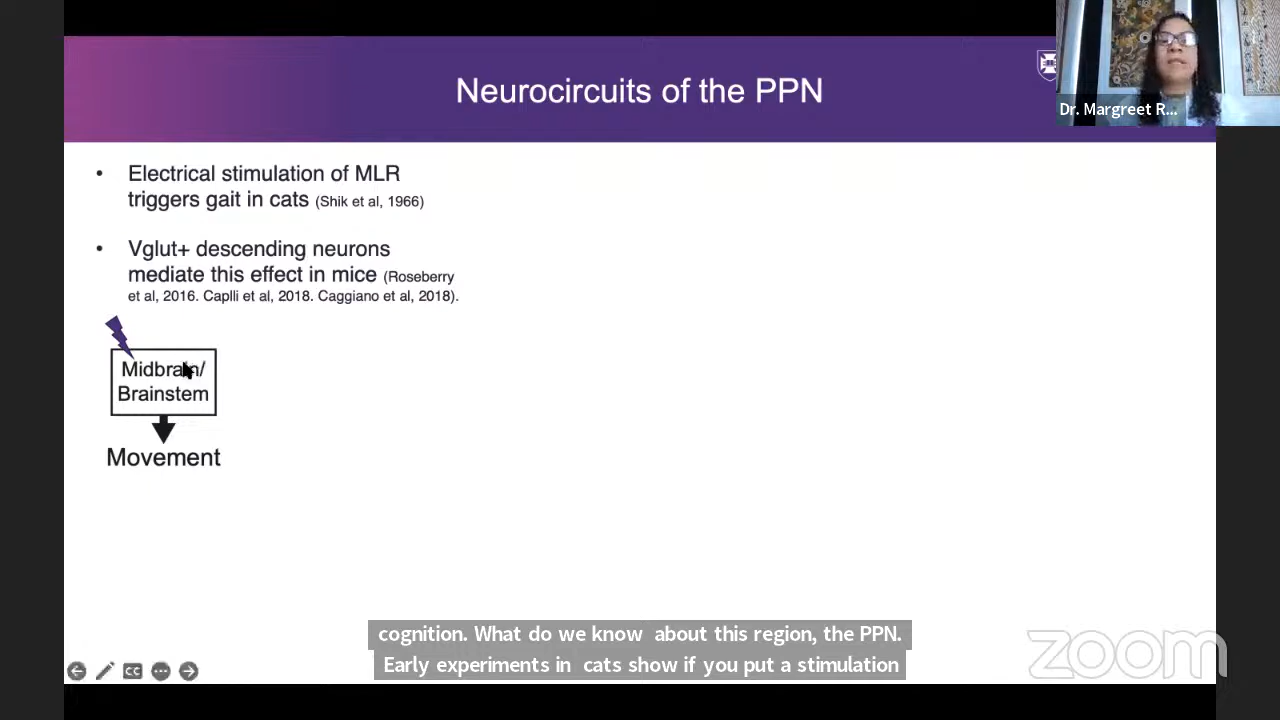 Neurocircuits of the PPN
Dr. Margreet R...
• Electrical stimulation of MLR
triggers gait in cats (Shik et al, 1966)
• Vglut+ descending neurons
mediate this effect in mice (Roseberry
et al, 2016. Caplli et al, 2018. Caggiano et al, 2018).
Midbrain/
Brainstem
Movement
cognition. What do we know about this region, the PPN.
Early experiments in cats show if you put a stimulation
CC
zoom